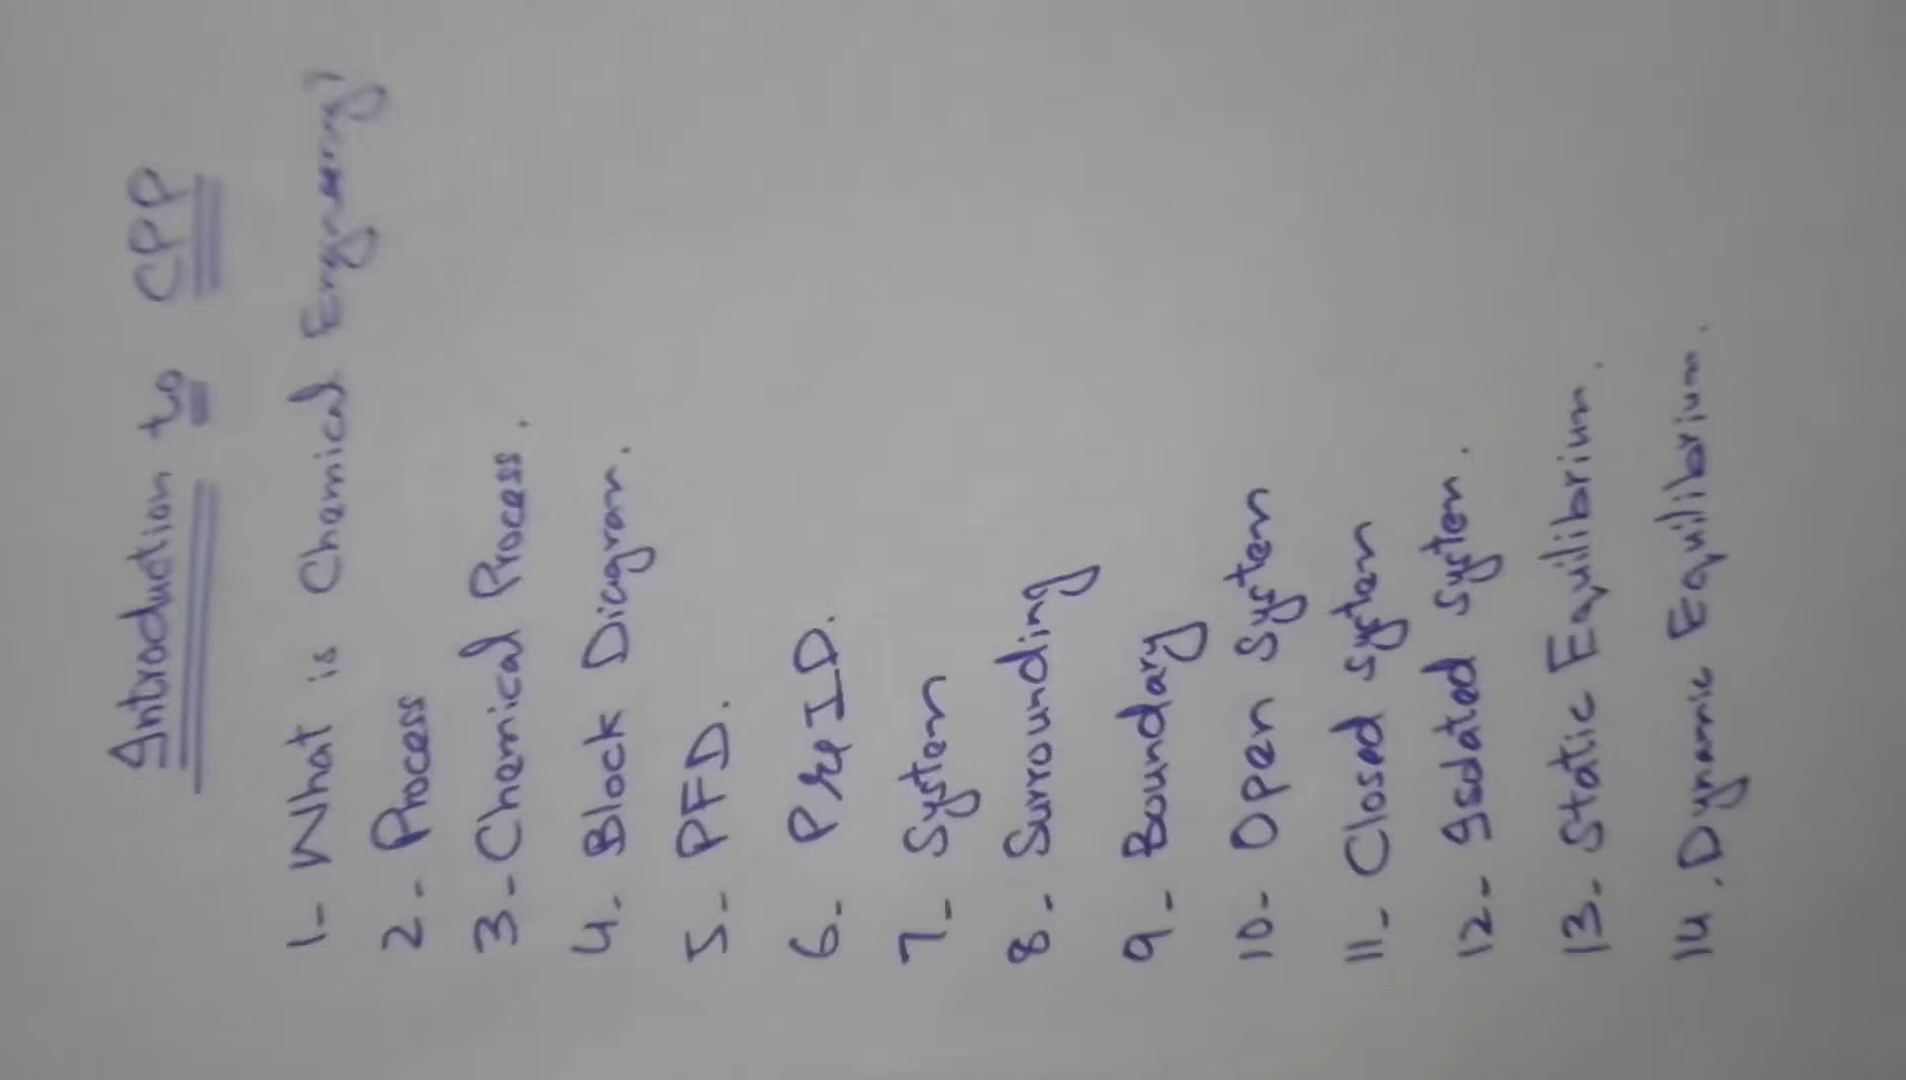 Introduction to CPP
1- What is Chemical Engineering?
2- Process
3- Chemical Process.
4. Block Diagram.
5- PFD.
6- P & ID.
7- System
8- Surrounding
9- Boundary
10- Open System
11- Closed System
12- Isolated System.
13- Static Equilibrium.
14. Dynamic Equilibrium.